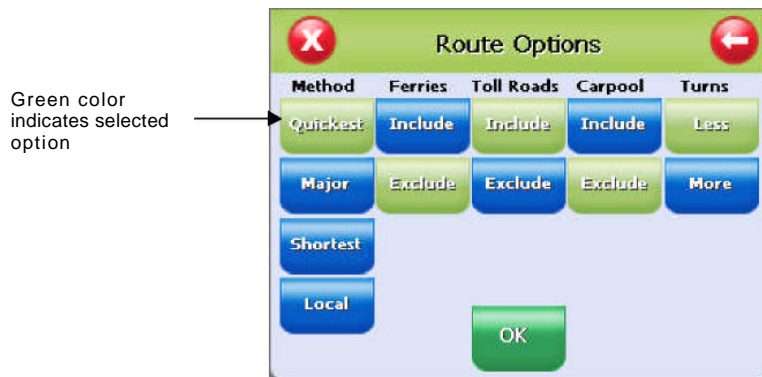 Route Options
Method Ferries Toll Roads Carpool Turns
Green color
indicates selected
option
Quickest Include Include Include Less
Major Exclude Exclude Exclude More
Shortest
Local
OK